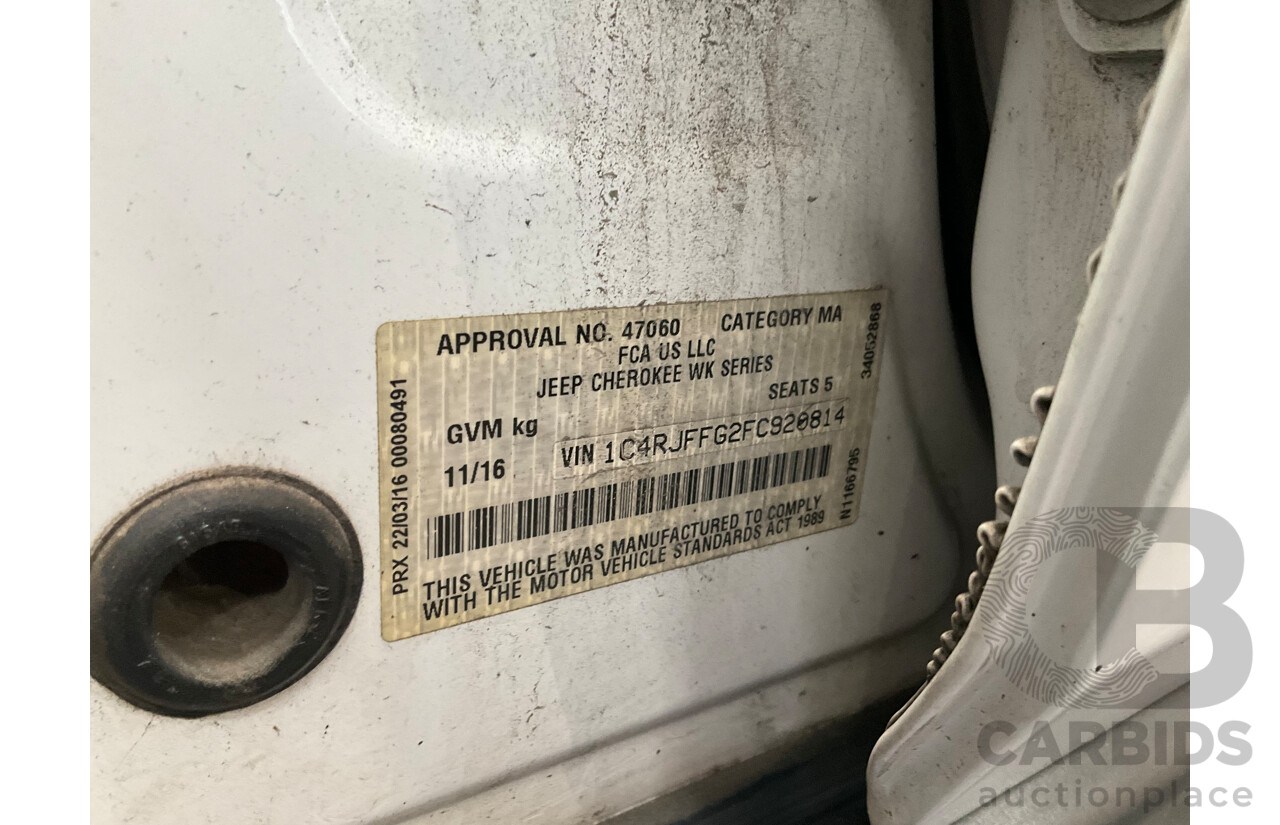 APPROVAL NO. 47060 CATEGORY MA
FCA US LLC
JEEP CHEROKEE WK SERIES
SEATS 5
GVM kg
11/16
VIN 1C4RJFFG2FC920814
THIS VEHICLE WAS MANUFACTURED TO COMPLY
WITH THE MOTOR VEHICLE STANDARDS ACT 1989
PRX 22/03/16 00080491
34052868
N1166795
CB
CARBIDS
auctionplace